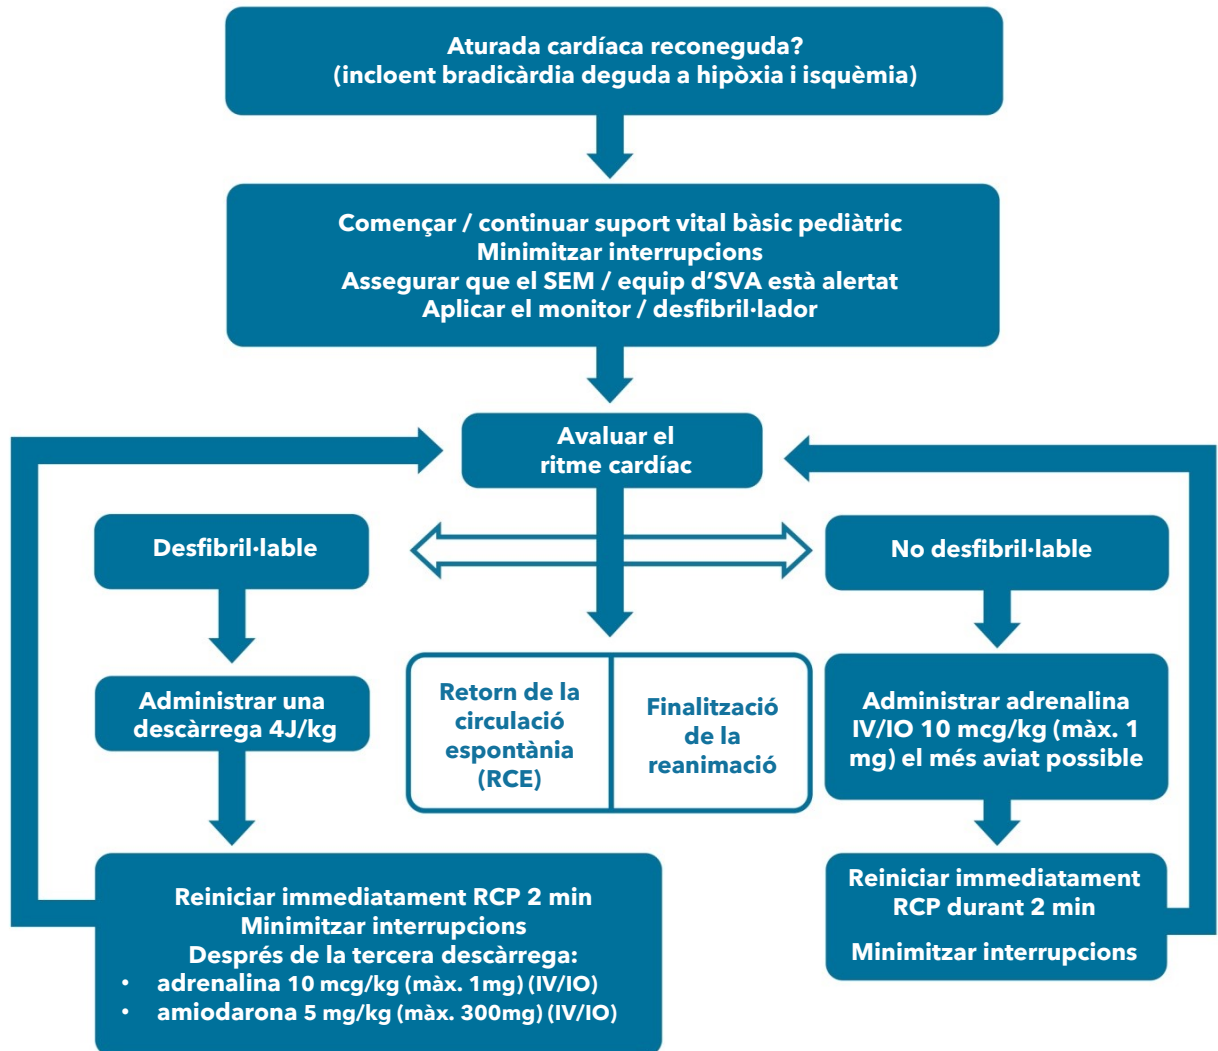 Aturada cardíaca reconeguda?
(incloent bradicàrdia deguda a hipòxia i isquèmia)
Començar / continuar suport vital bàsic pediàtric
Minimitzar interrupcions
Assegurar que el SEM / equip d’SVA està alertat
Aplicar el monitor / desfibril·lador
Avaluar el
ritme cardíac
Desfibril·lable
No desfibril·lable
Administrar una
descàrrega 4J/kg
Retorn de la
circulació
espontània
(RCE)
Finalització
de la
reanimació
Administrar adrenalina
IV/IO 10 mcg/kg (màx. 1
mg) el més aviat possible
Reiniciar immediatament RCP 2 min
Minimitzar interrupcions
Després de la tercera descàrrega:
• adrenalina 10 mcg/kg (màx. 1mg) (IV/IO)
• amiodarona 5 mg/kg (màx. 300mg) (IV/IO)
Reiniciar immediatament
RCP durant 2 min
Minimitzar interrupcions